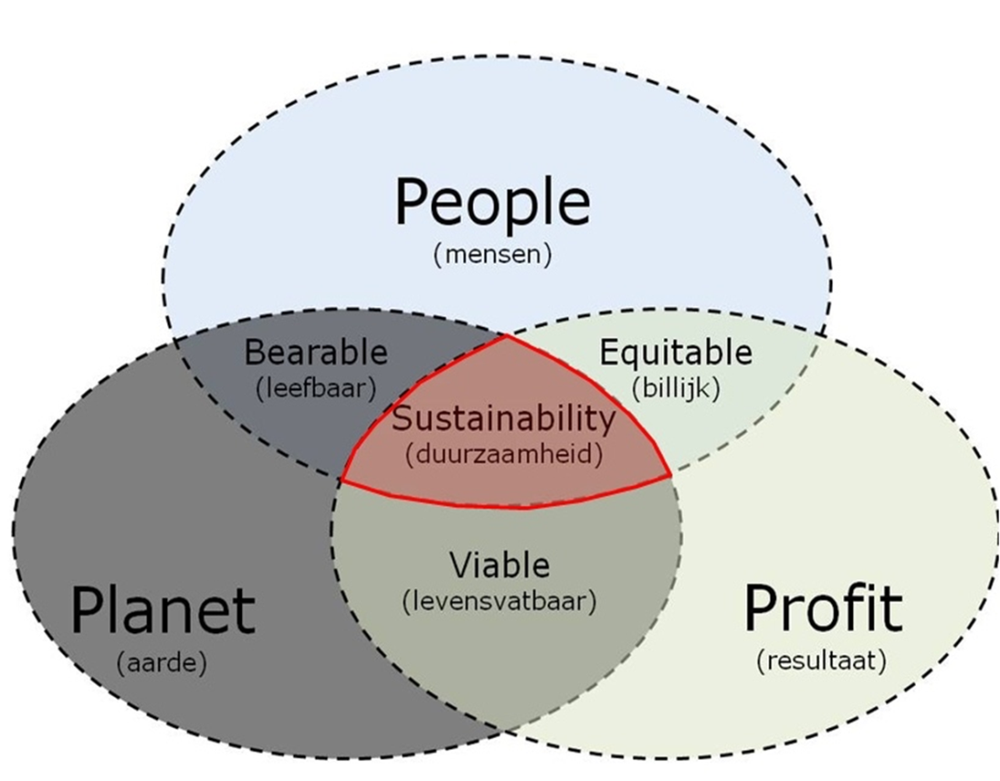 People
(mensen)
Bearable
(leefbaar)
Equitable
(billijk)
Sustainability
(duurzaamheid)
Viable
(levensvatbaar)
Planet
(aarde)
Profit
(resultaat)